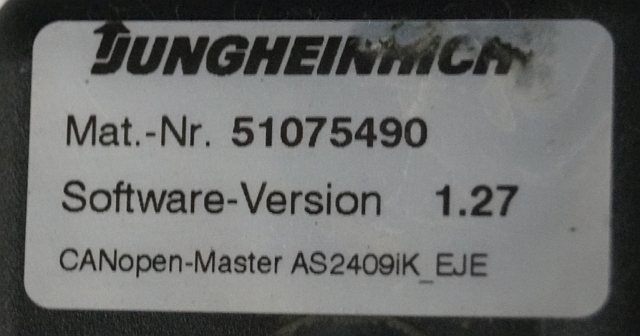 JUNGHEINRICH
Mat.-Nr. 51075490
Software-Version 1.27
CANopen-Master AS2409iK_EJE